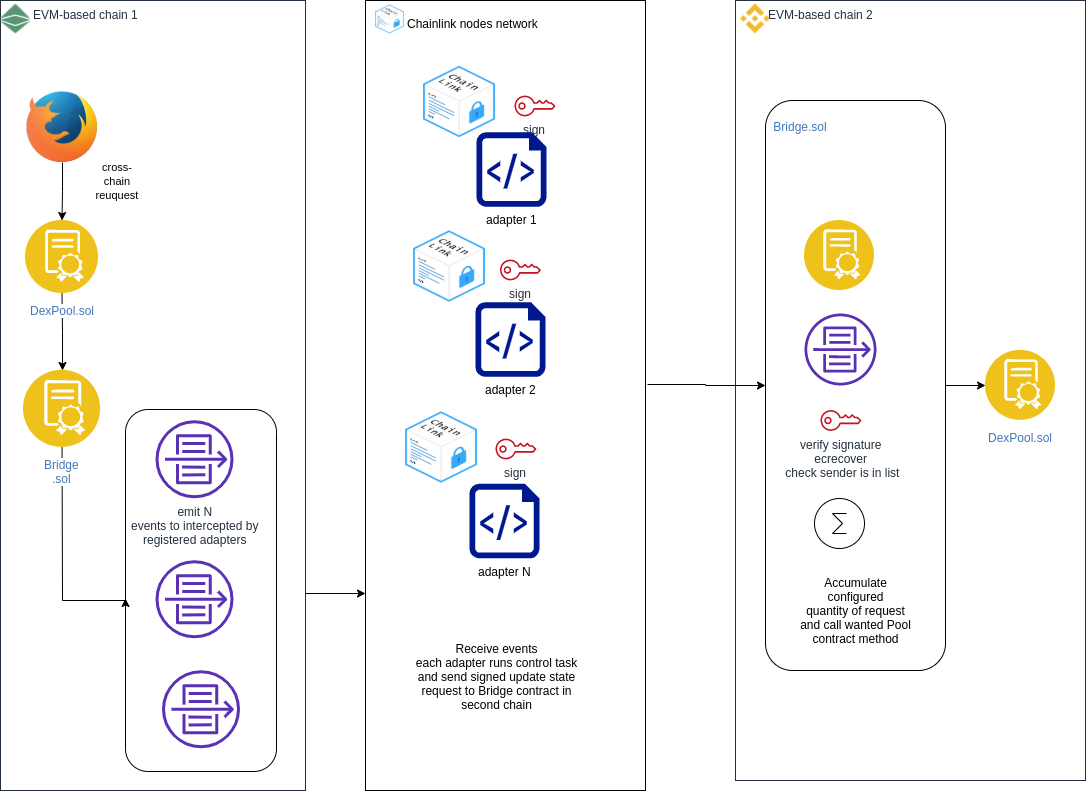 EVM-based chain 1
cross-
chain
reuquest
DexPool.sol
Bridge
.sol
emit N
events to intercepted by
registered adapters
Chainlink nodes network
Chain
Link
sign
</>
adapter 1
Chain
Link
sign
</>
adapter 2
Chain
Link
sign
</>
adapter N
Receive events
each adapter runs control task
and send signed update state
request to Bridge contract in
second chain
EVM-based chain 2
Bridge.sol
verify signature
ecrecover
check sender is in list
Σ
Accumulate
configured
quantity of request
and call wanted Pool
contract method
DexPool.sol